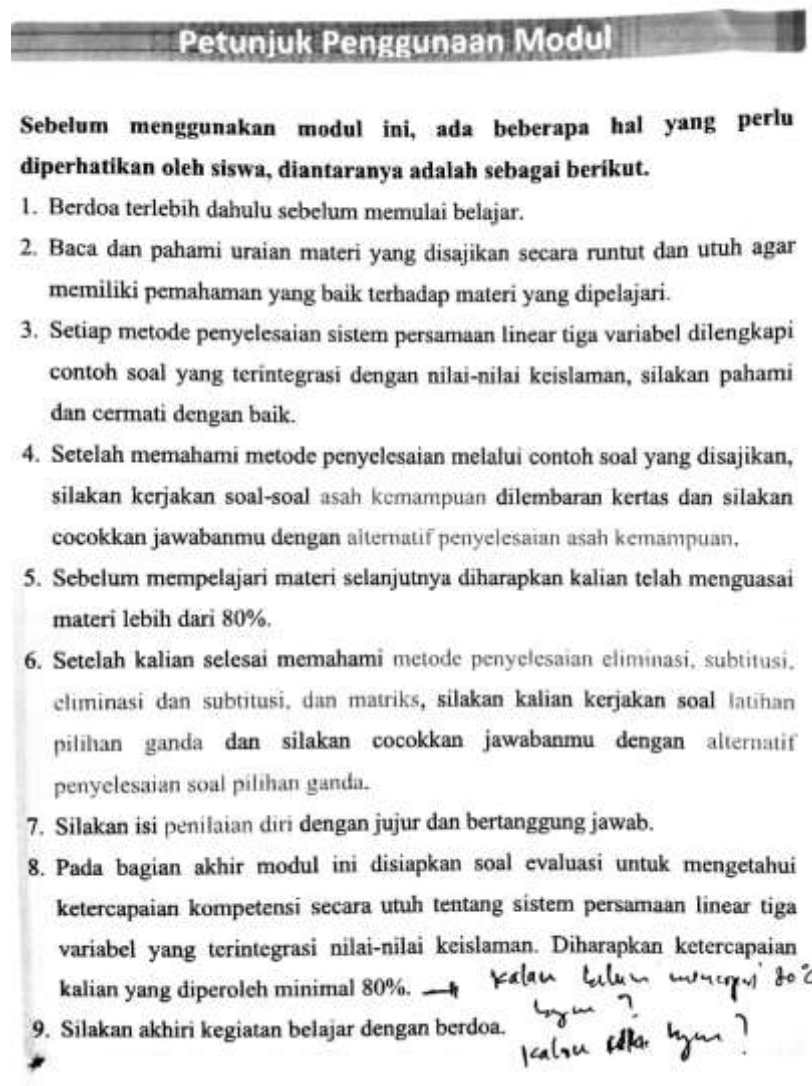 Petunjuk Penggunaan Modul
Sebelum menggunakan modul ini, ada beberapa hal yang perlu
diperhatikan oleh siswa, diantaranya adalah sebagai berikut.
1. Berdoa terlebih dahulu sebelum memulai belajar.
2. Baca dan pahami uraian materi yang disajikan secara runtut dan utuh agar
memiliki pemahaman yang baik terhadap materi yang dipelajari.
3. Setiap metode penyelesaian sistem persamaan linear tiga variabel dilengkapi
contoh soal yang terintegrasi dengan nilai-nilai keislaman, silakan pahami
dan cermati dengan baik.
4. Setelah memahami metode penyelesaian melalui contoh soal yang disajikan,
silakan kerjakan soal-soal asah kemampuan dilembaran kertas dan silakan
cocokkan jawabanmu dengan alternatif penyelesaian asah kemampuan.
5. Sebelum mempelajari materi selanjutnya diharapkan kalian telah menguasai
materi lebih dari 80%.
6. Setelah kalian selesai memahami metode penyelesaian eliminasi, subtitusi,
eliminasi dan subtitusi, dan matriks, silakan kalian kerjakan soal latihan
pilihan ganda dan silakan cocokkan jawabanmu dengan alternatif
penyelesaian soal pilihan ganda.
7. Silakan isi penilaian diri dengan jujur dan bertanggung jawab.
8. Pada bagian akhir modul ini disiapkan soal evaluasi untuk mengetahui
ketercapaian kompetensi secara utuh tentang sistem persamaan linear tiga
variabel yang terintegrasi nilai-nilai keislaman. Diharapkan ketercapaian
kalian yang diperoleh minimal 80%. → kalau belum mencapai 80%
9. Silakan akhiri kegiatan belajar dengan berdoa.
kalau